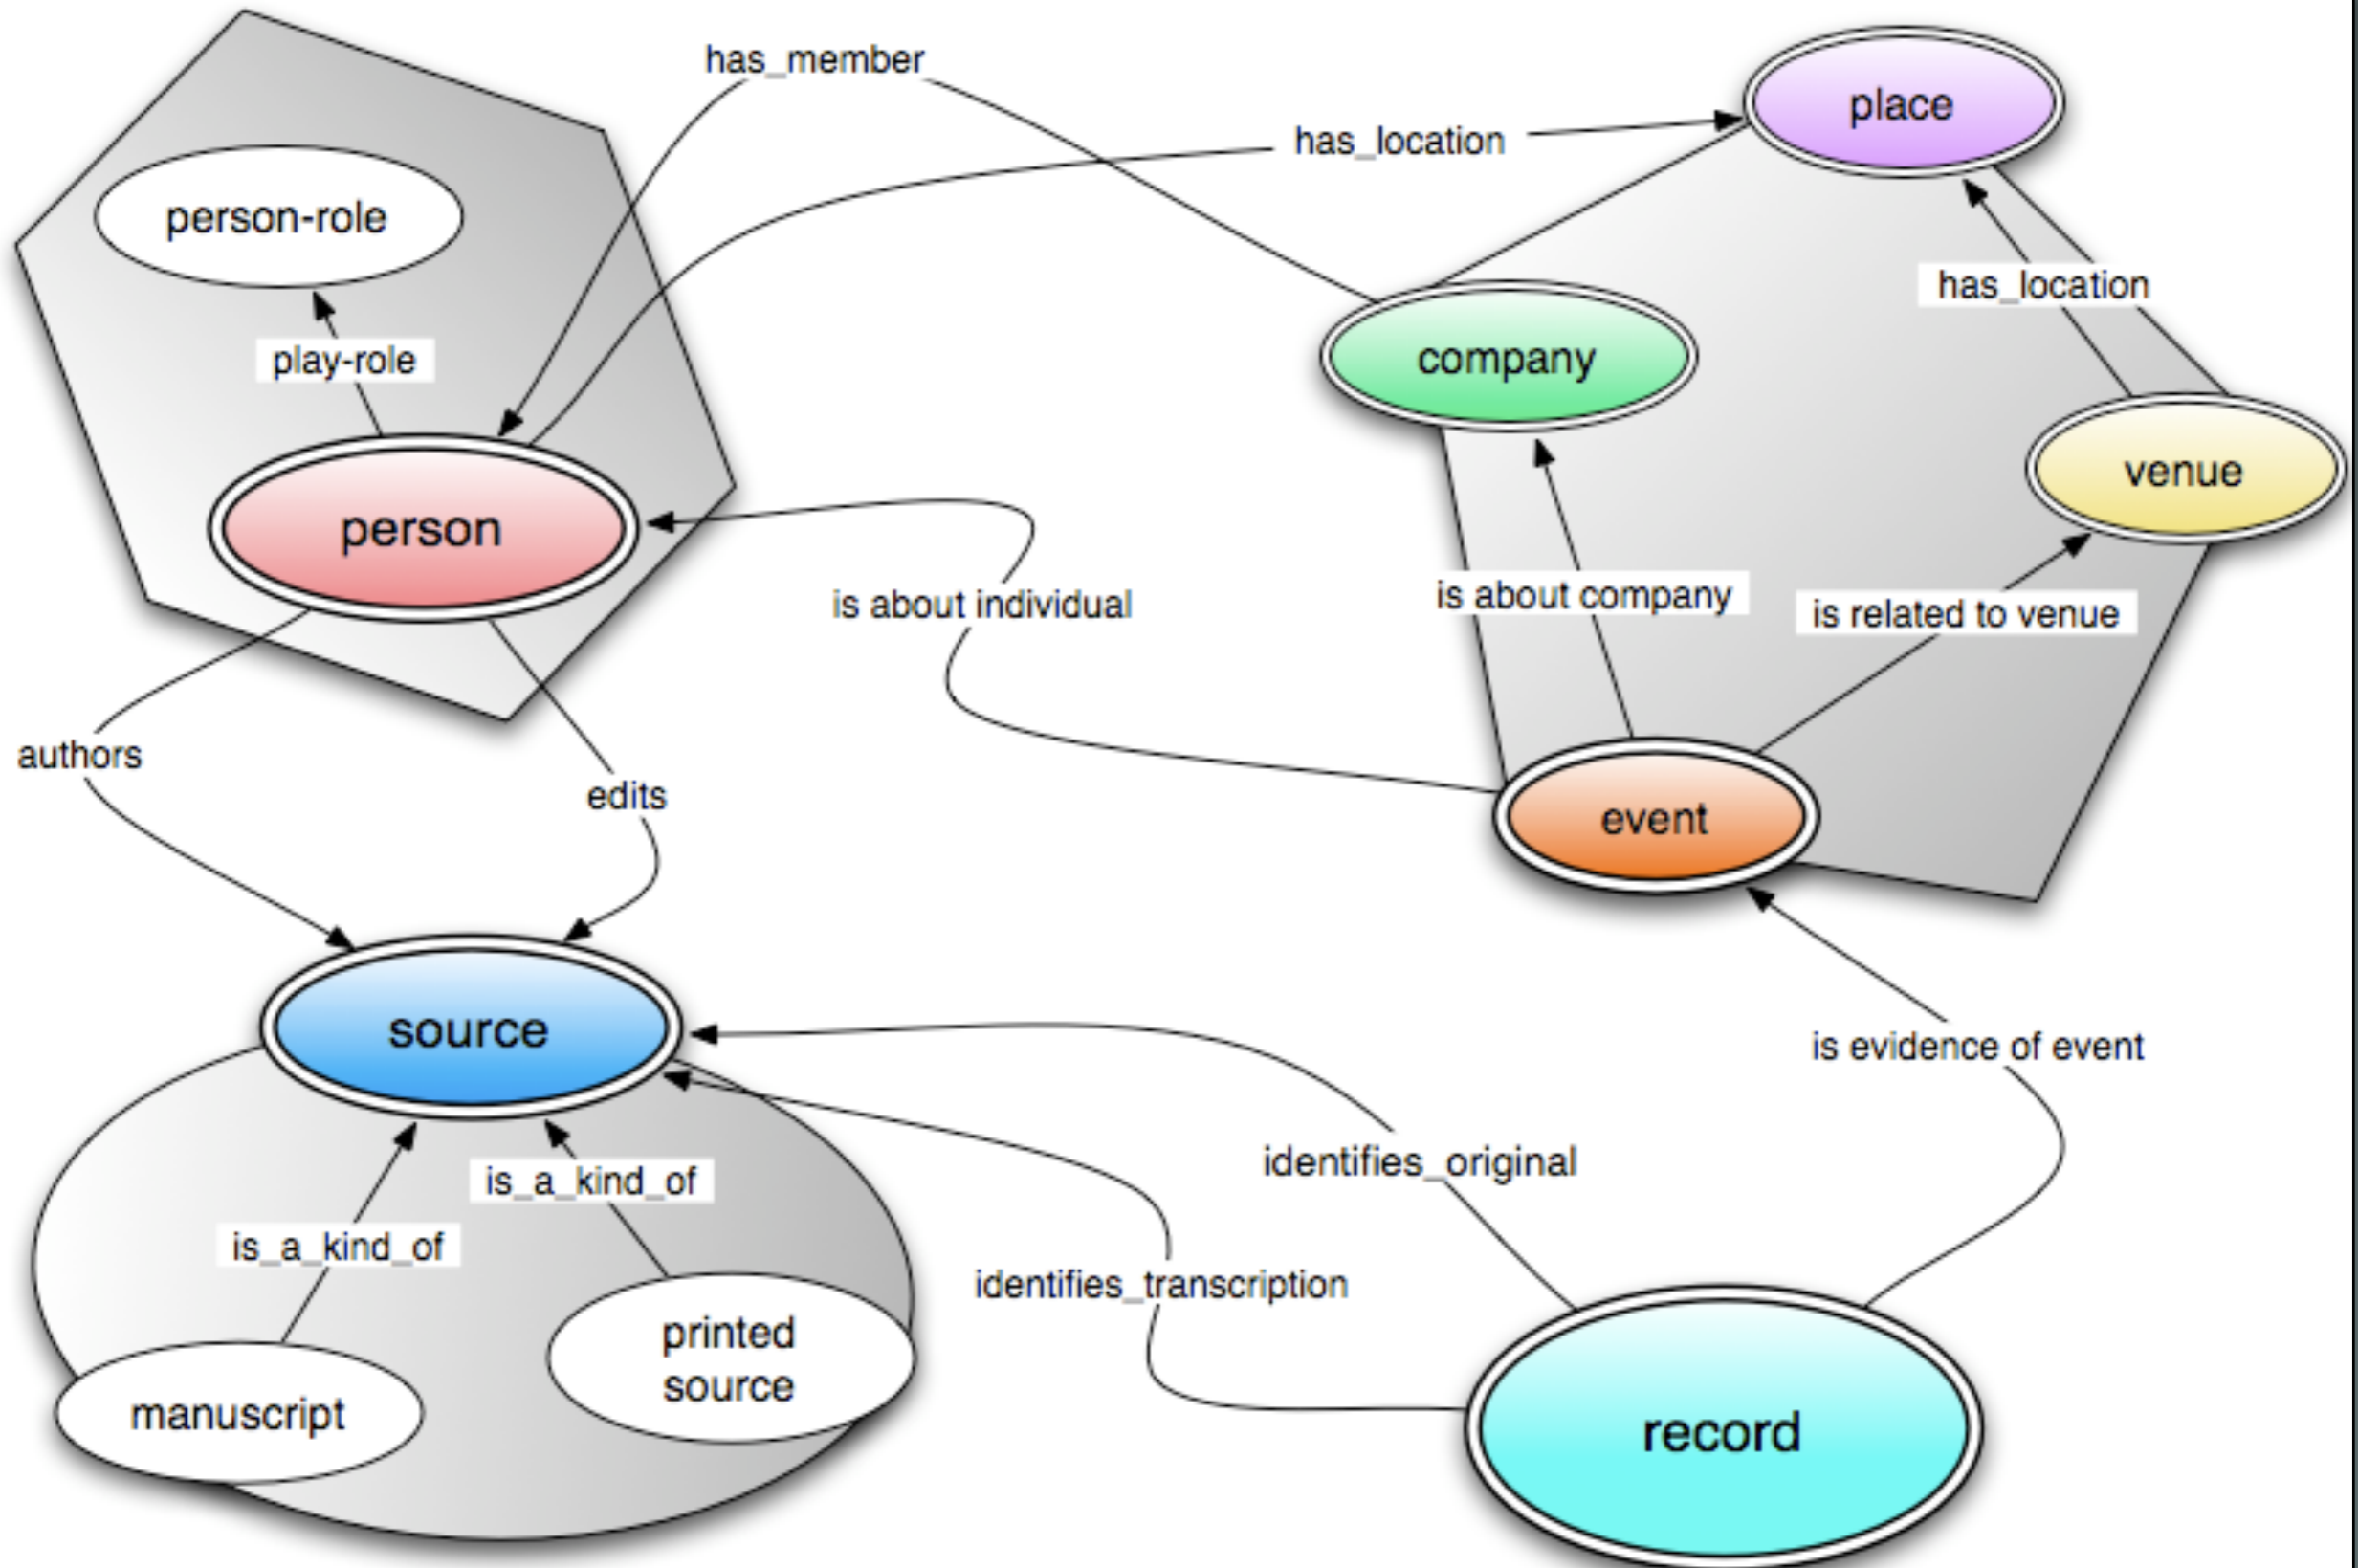 has_member
place
has_location
person-role
has_location
play-role
company
venue
person
is about individual
is about company
is related to venue
authors
edits
event
source
is evidence of event
identifies_original
is_a_kind_of
is_a_kind_of
identifies_transcription
printed
source
manuscript
record